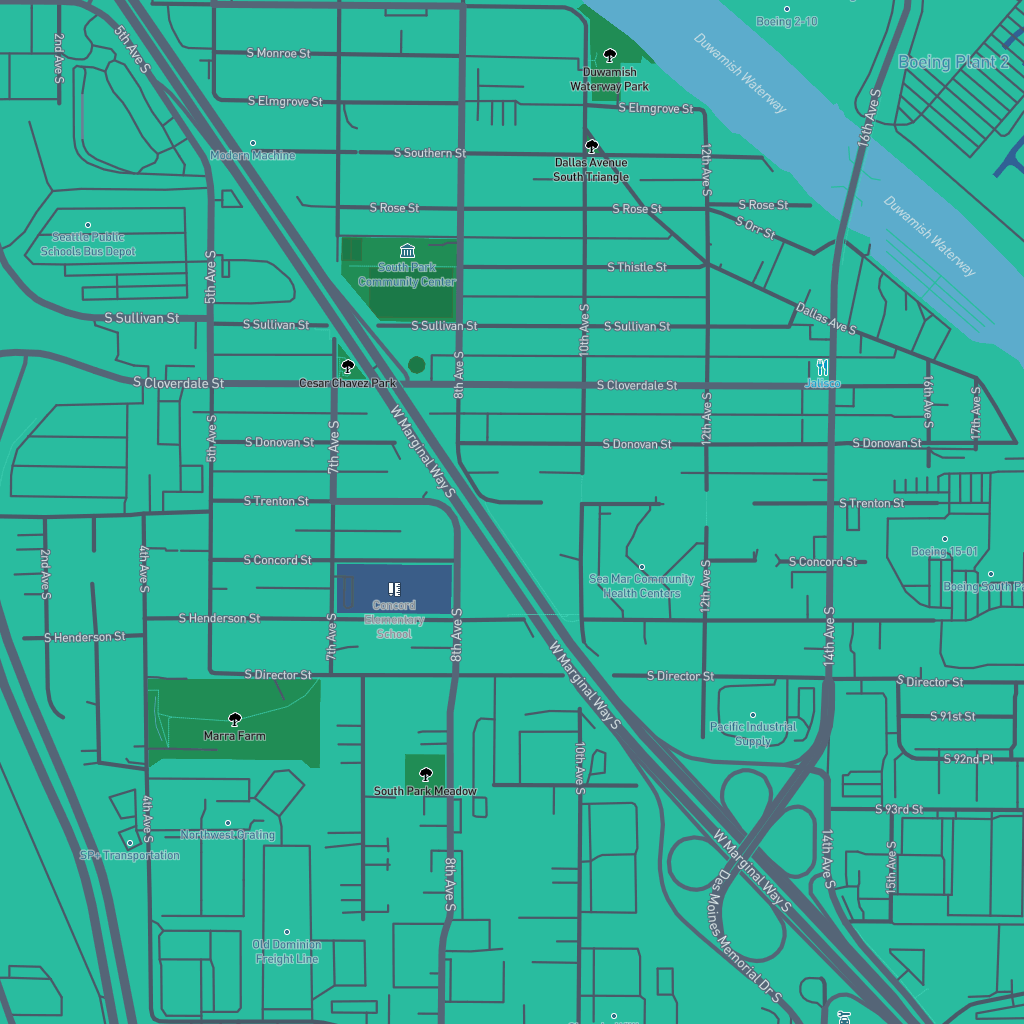 Boeing 2-10
5th Ave S
2nd Ave S
S Monroe St
Duwamish Waterway
Boeing Plant 2
Duwamish
Waterway Park
S Elmgrove St
S Elmgrove St
16th Ave S
Modern Machine
S Southern St
Dallas Avenue
South Triangle
12th Ave S
S Rose St
S Rose St
S Rose St
S Orr St
Duwamish Waterway
Seattle Public
Schools Bus Depot
5th Ave S
South Park
Community Center
S Thistle St
S Sullivan St
S Sullivan St
S Sullivan St
S Sullivan St
10th Ave S
Dallas Ave S
8th Ave S
S Cloverdale St
Cesar Chavez Park
S Cloverdale St
Jalisco
16th Ave S
17th Ave S
5th Ave S
7th Ave S
W Marginal Way S
12th Ave S
S Donovan St
S Donovan St
S Donovan St
S Trenton St
S Trenton St
2nd Ave S
4th Ave S
S Concord St
S Concord St
Boeing 15-01
Boeing South Pa
Sea Mar Community
Health Centers
12th Ave S
Concord
Elementary
School
S Henderson St
S Henderson St
7th Ave S
8th Ave S
14th Ave S
W Marginal Way S
S Director St
S Director St
S Director St
Marra Farm
Pacific Industrial
Supply
S 91st St
10th Ave S
S 92nd Pl
South Park Meadow
4th Ave S
S 93rd St
Northwest Grating
SP+ Transportation
W Marginal Way S
14th Ave S
15th Ave S
8th Ave S
Des Moines Memorial Dr S
Old Dominion
Freight Line